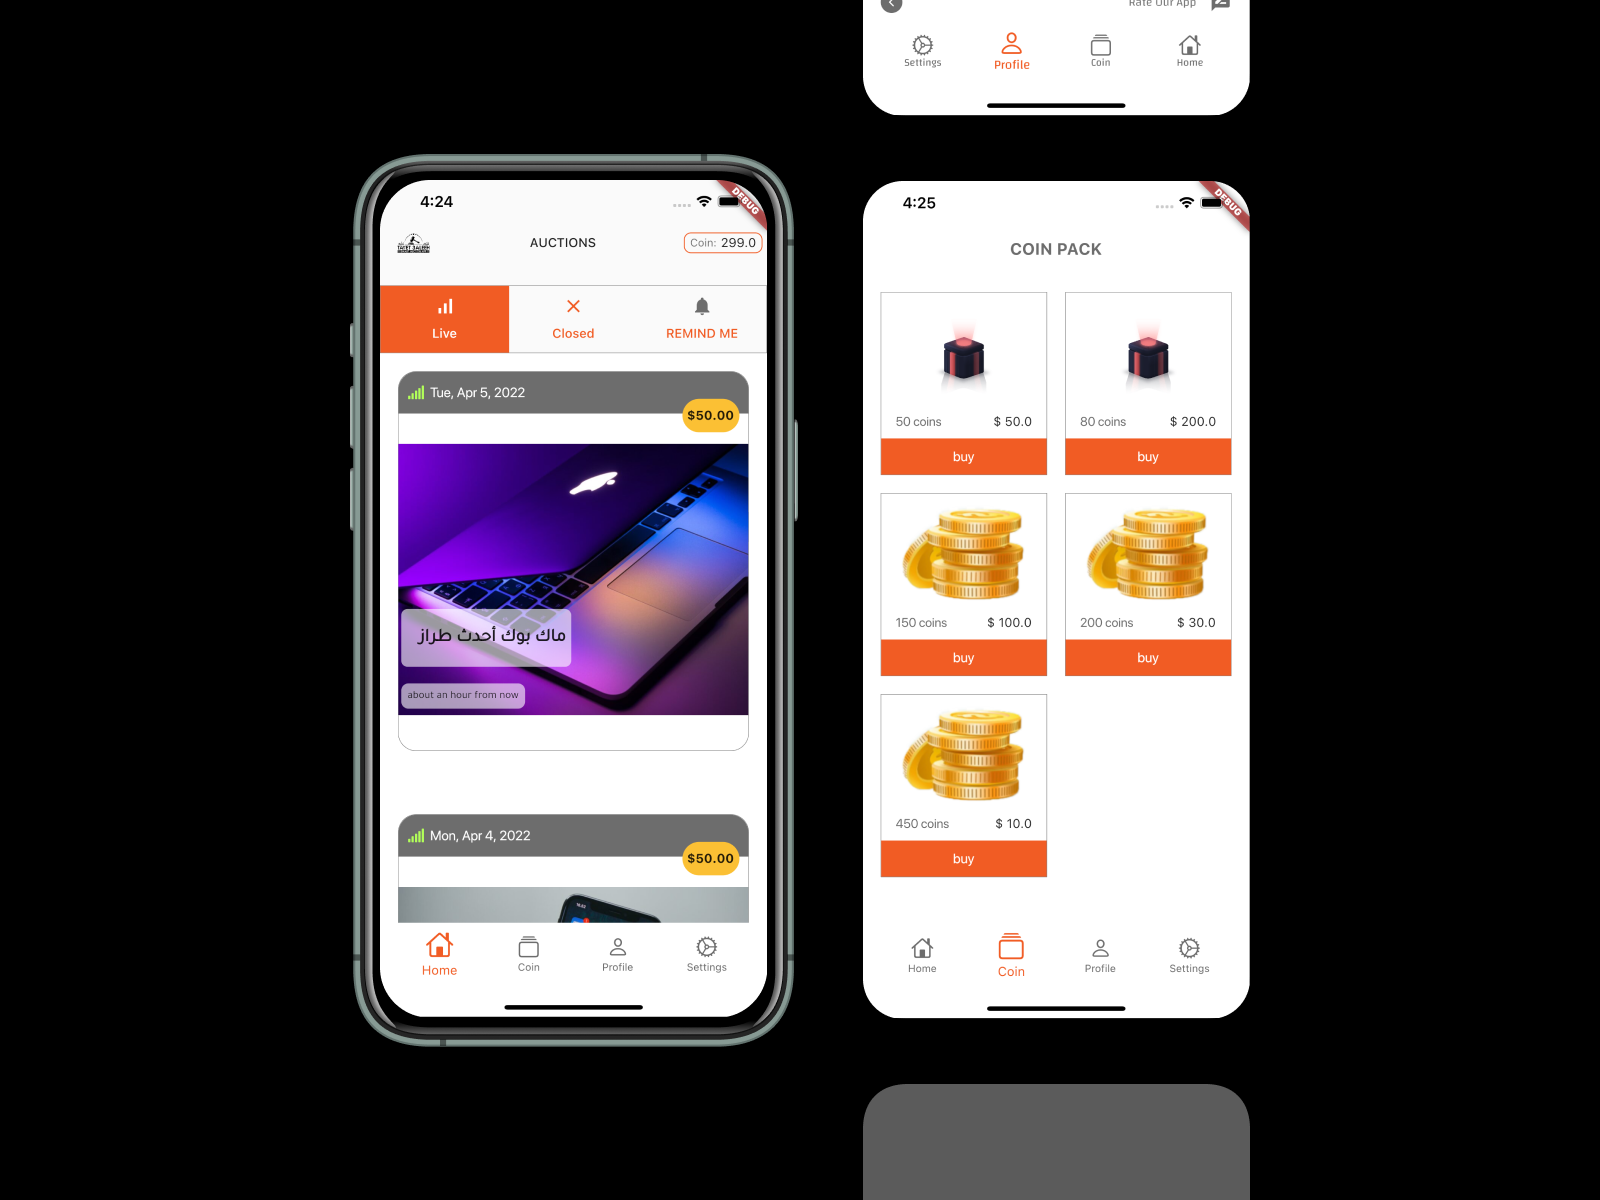 Rate Our App
Settings
Profile
Coin
Home
4:24
DEBUG
AUCTIONS
Coin: 299.0
Live
Closed
REMIND ME
Tue, Apr 5, 2022
$50.00
ماك بوك أحدث طراز
about an hour from now
Mon, Apr 4, 2022
$50.00
Home
Coin
Profile
Settings
4:25
DEBUG
COIN PACK
50 coins $ 50.0
buy
80 coins $ 200.0
buy
150 coins $ 100.0
buy
200 coins $ 30.0
buy
450 coins $ 10.0
buy
Home
Coin
Profile
Settings